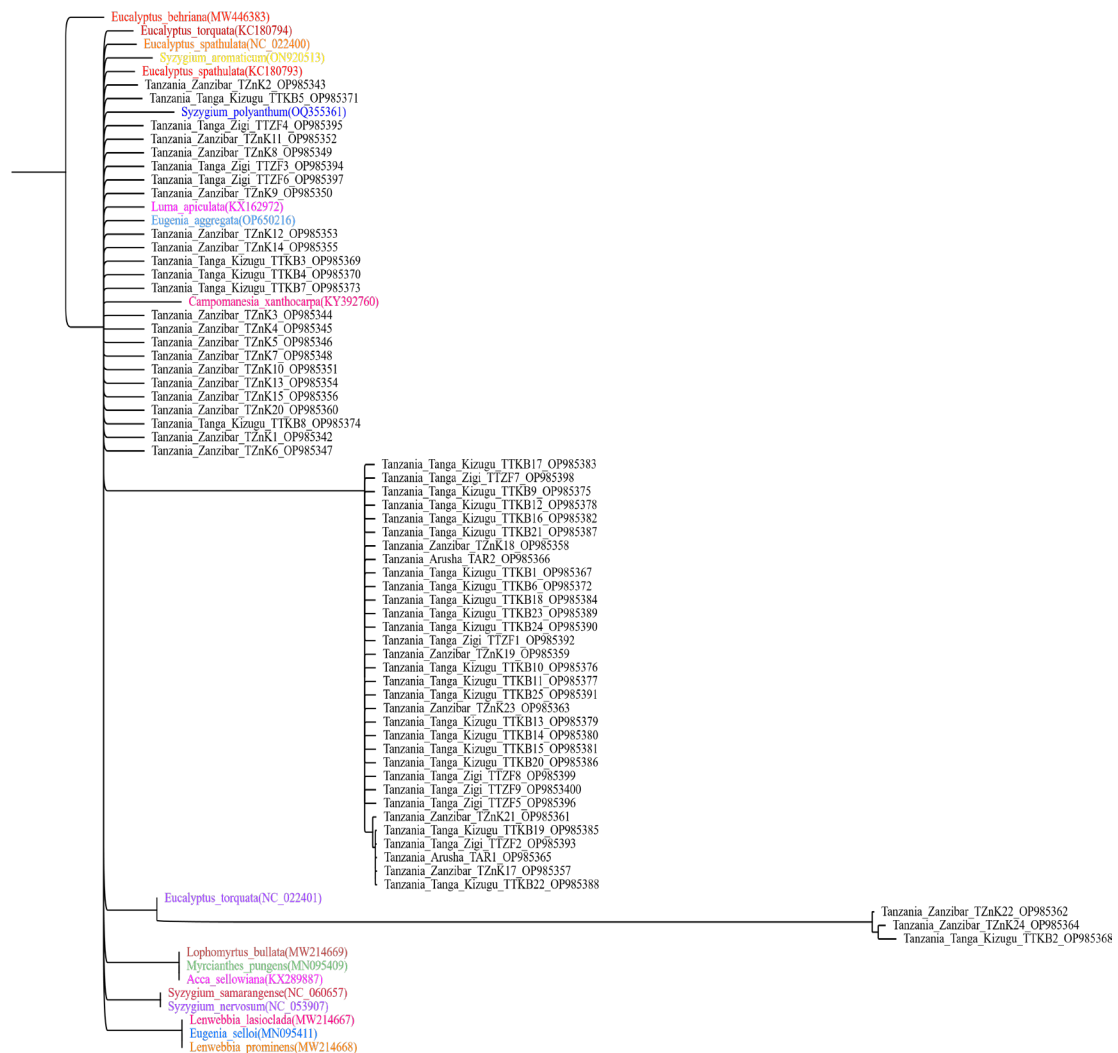 Eucalyptus_behriana(MW446383)
Eucalyptus_torquata(KC180794)
Eucalyptus_spathulata(NC_022400)
Syzygium_aromaticum(ON920513)
Eucalyptus_spathulata(KC180793)
Tanzania_Zanzibar_TZnK2_OP985343
Tanzania_Tanga_Kizugu_TTKB5_OP985371
Syzygium_polyanthum(OQ355361)
Tanzania_Tanga_Zigi_TTZF4_OP985395
Tanzania_Zanzibar_TZnK11_OP985352
Tanzania_Zanzibar_TZnK8_OP985349
Tanzania_Tanga_Zigi_TTZF3_OP985394
Tanzania_Tanga_Zigi_TTZF6_OP985397
Tanzania_Zanzibar_TZnK9_OP985350
Luma_apiculata(KX162972)
Eugenia_aggregata(OP650216)
Tanzania_Zanzibar_TZnK12_OP985353
Tanzania_Zanzibar_TZnK14_OP985355
Tanzania_Tanga_Kizugu_TTKB3_OP985369
Tanzania_Tanga_Kizugu_TTKB4_OP985370
Tanzania_Tanga_Kizugu_TTKB7_OP985373
Campomanesia_xanthocarpa(KY392760)
Tanzania_Zanzibar_TZnK3_OP985344
Tanzania_Zanzibar_TZnK4_OP985345
Tanzania_Zanzibar_TZnK5_OP985346
Tanzania_Zanzibar_TZnK7_OP985348
Tanzania_Zanzibar_TZnK10_OP985351
Tanzania_Zanzibar_TZnK13_OP985354
Tanzania_Zanzibar_TZnK15_OP985356
Tanzania_Zanzibar_TZnK20_OP985360
Tanzania_Tanga_Kizugu_TTKB8_OP985374
Tanzania_Zanzibar_TZnK1_OP985342
Tanzania_Zanzibar_TZnK6_OP985347
Tanzania_Tanga_Kizugu_TTKB17_OP985383
Tanzania_Tanga_Zigi_TTZF7_OP985398
Tanzania_Tanga_Kizugu_TTKB9_OP985375
Tanzania_Tanga_Kizugu_TTKB12_OP985378
Tanzania_Tanga_Kizugu_TTKB16_OP985382
Tanzania_Tanga_Kizugu_TTKB21_OP985387
Tanzania_Zanzibar_TZnK18_OP985358
Tanzania_Arusha_TAR2_OP985366
Tanzania_Tanga_Kizugu_TTKB1_OP985367
Tanzania_Tanga_Kizugu_TTKB6_OP985372
Tanzania_Tanga_Kizugu_TTKB18_OP985384
Tanzania_Tanga_Kizugu_TTKB23_OP985389
Tanzania_Tanga_Kizugu_TTKB24_OP985390
Tanzania_Tanga_Zigi_TTZF1_OP985392
Tanzania_Zanzibar_TZnK19_OP985359
Tanzania_Tanga_Kizugu_TTKB10_OP985376
Tanzania_Tanga_Kizugu_TTKB11_OP985377
Tanzania_Tanga_Kizugu_TTKB25_OP985391
Tanzania_Zanzibar_TZnK23_OP985363
Tanzania_Tanga_Kizugu_TTKB13_OP985379
Tanzania_Tanga_Kizugu_TTKB14_OP985380
Tanzania_Tanga_Kizugu_TTKB15_OP985381
Tanzania_Tanga_Kizugu_TTKB20_OP985386
Tanzania_Tanga_Zigi_TTZF8_OP985399
Tanzania_Tanga_Zigi_TTZF9_OP9853400
Tanzania_Tanga_Zigi_TTZF5_OP985396
Tanzania_Zanzibar_TZnK21_OP985361
Tanzania_Tanga_Kizugu_TTKB19_OP985385
Tanzania_Tanga_Zigi_TTZF2_OP985393
Tanzania_Arusha_TAR1_OP985365
Tanzania_Zanzibar_TZnK17_OP985357
Tanzania_Tanga_Kizugu_TTKB22_OP985388
Eucalyptus_torquata(NC_022401)
Tanzania_Zanzibar_TZnK22_OP985362
Tanzania_Zanzibar_TZnK24_OP985364
Tanzania_Tanga_Kizugu_TTKB2_OP985368
Lophomyrtus_bullata(MW214669)
Myrcianthes_pungens(MN095409)
Acca_sellowiana(KX289887)
Syzygium_samarangense(NC_060657)
Syzygium_nervosum(NC_053907)
Lenwebbia_lasioclada(MW214667)
Eugenia_selloi(MN095411)
Lenwebbia_prominens(MW214668)